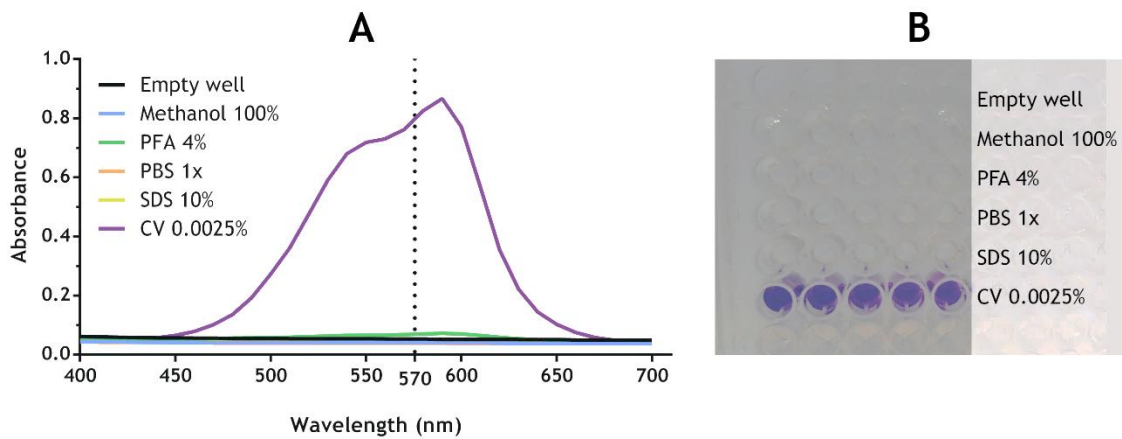 A
B
Absorbance
1.0
0.8
0.6
0.4
0.2
0.0
Empty well
Methanol 100%
PFA 4%
PBS 1x
SDS 10%
CV 0.0025%
400
450
500
550
570
600
650
700
Wavelength (nm)
Empty well
Methanol 100%
PFA 4%
PBS 1x
SDS 10%
CV 0.0025%